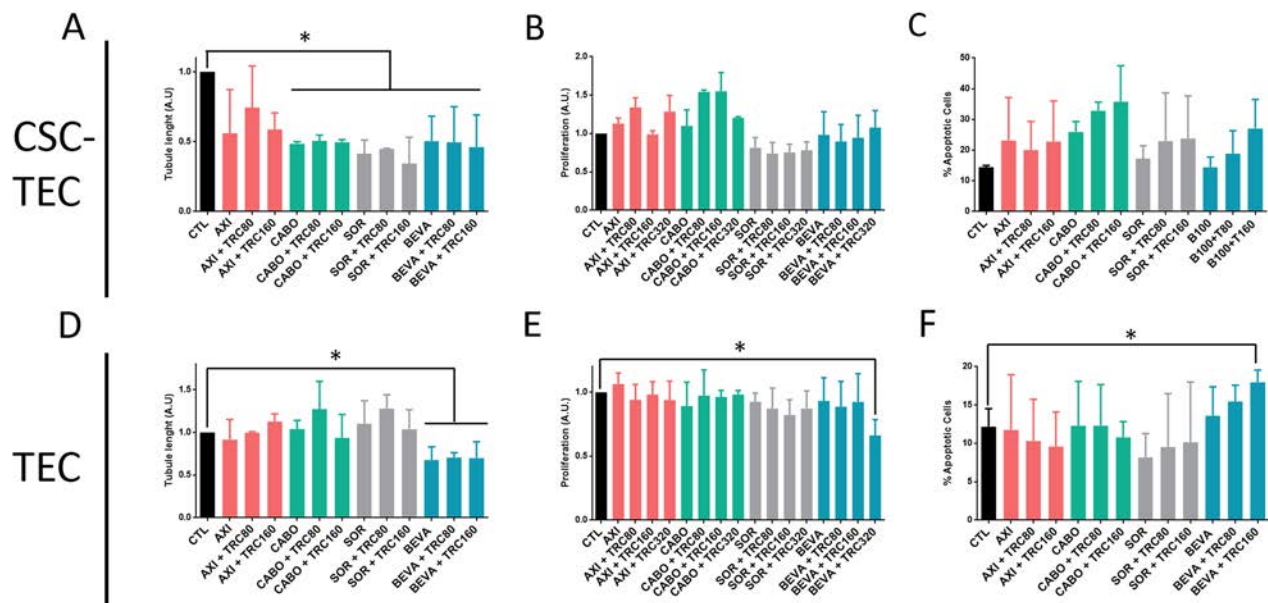 A
B
C
CSC-
TEC
*
Tubule lenght (A.U)
1.0
0.5
0.0
CTL
AXI
AXI + TRC80
AXI + TRC160
CABO
CABO + TRC80
CABO + TRC160
SOR
SOR + TRC80
SOR + TRC160
BEVA
BEVA + TRC80
BEVA + TRC160
Proliferation (A.U.)
2.0
1.5
1.0
0.5
0.0
CTL
AXI
AXI + TRC80
AXI + TRC160
AXI + TRC320
CABO
CABO + TRC80
CABO + TRC160
CABO + TRC320
SOR
SOR + TRC80
SOR + TRC160
SOR + TRC320
BEVA
BEVA + TRC80
BEVA + TRC160
BEVA + TRC320
% Apoptotic Cells
50
40
30
20
10
0
CTL
AXI
AXI + TRC80
AXI + TRC160
CABO
CABO + TRC80
CABO + TRC160
SOR
SOR + TRC80
SOR + TRC160
B100
B100+T80
B100+T160
D
E
F
TEC
*
Tubule lenght (A.U)
1.5
1.0
0.5
0.0
CTL
AXI
AXI + TRC80
AXI + TRC160
CABO
CABO + TRC80
CABO + TRC160
SOR
SOR + TRC80
SOR + TRC160
BEVA
BEVA + TRC80
BEVA + TRC160
*
Proliferation (A.U.)
1.0
0.5
0.0
CTL
AXI
AXI + TRC80
AXI + TRC160
AXI + TRC320
CABO
CABO + TRC80
CABO + TRC160
CABO + TRC320
SOR
SOR + TRC80
SOR + TRC160
SOR + TRC320
BEVA
BEVA + TRC80
BEVA + TRC160
BEVA + TRC320
*
% Apoptotic Cells
20
15
10
5
0
CTL
AXI
AXI + TRC80
AXI + TRC160
CABO
CABO + TRC80
CABO + TRC160
SOR
SOR + TRC80
SOR + TRC160
BEVA
BEVA + TRC80
BEVA + TRC160